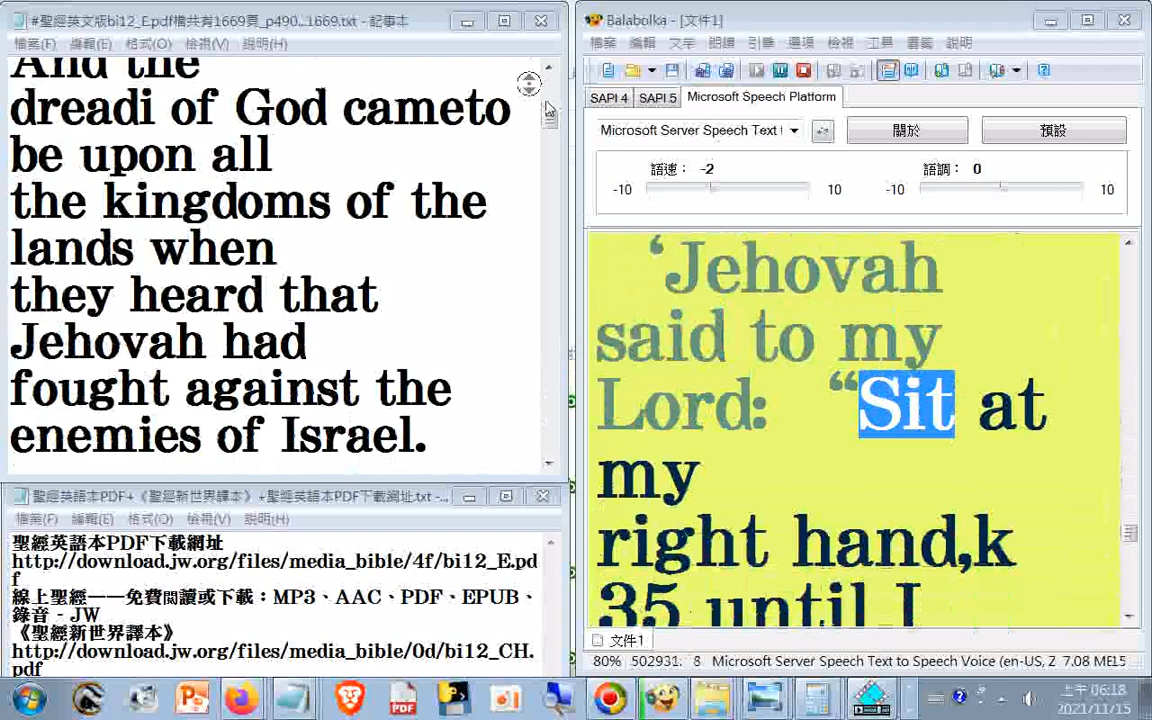 #聖經英文版bi12_E.pdf檔共有1669頁_p490...1669.txt - 記事本
檔案(F) 編輯(E) 格式(O) 檢視(V) 說明(H)
And the
dreadi of God cameto
be upon all
the kingdoms of the
lands when
they heard that
Jehovah had
fought against the
enemies of Israel.
聖經英語本PDF+《聖經新世界譯本》+聖經英語本PDF下載網址.txt -...
檔案(F) 編輯(E) 格式(O) 檢視(V) 說明(H)
聖經英語本PDF下載網址
http://download.jw.org/files/media_bible/4f/bi12_E.pd
f
線上聖經——免費閱讀或下載：MP3、AAC、PDF、EPUB、
錄音 - JW
《聖經新世界譯本》
http://download.jw.org/files/media_bible/0d/bi12_CH.
pdf
Balabolka - [文件1]
檔案 編輯 文字 朗讀 引擎 選項 檢視 工具 書籤 說明
SAPI 4 SAPI 5 Microsoft Speech Platform
Microsoft Server Speech Text t 關於 預設
語速： -2 語調： 0
-10 10 -10 10
‘Jehovah
said to my
Lord: “Sit at
my
right hand,k
35 until I
文件1
80% 502931: 8 Microsoft Server Speech Text to Speech Voice (en-US, Z 7.08 ME15
上午 06:18
2021/11/15